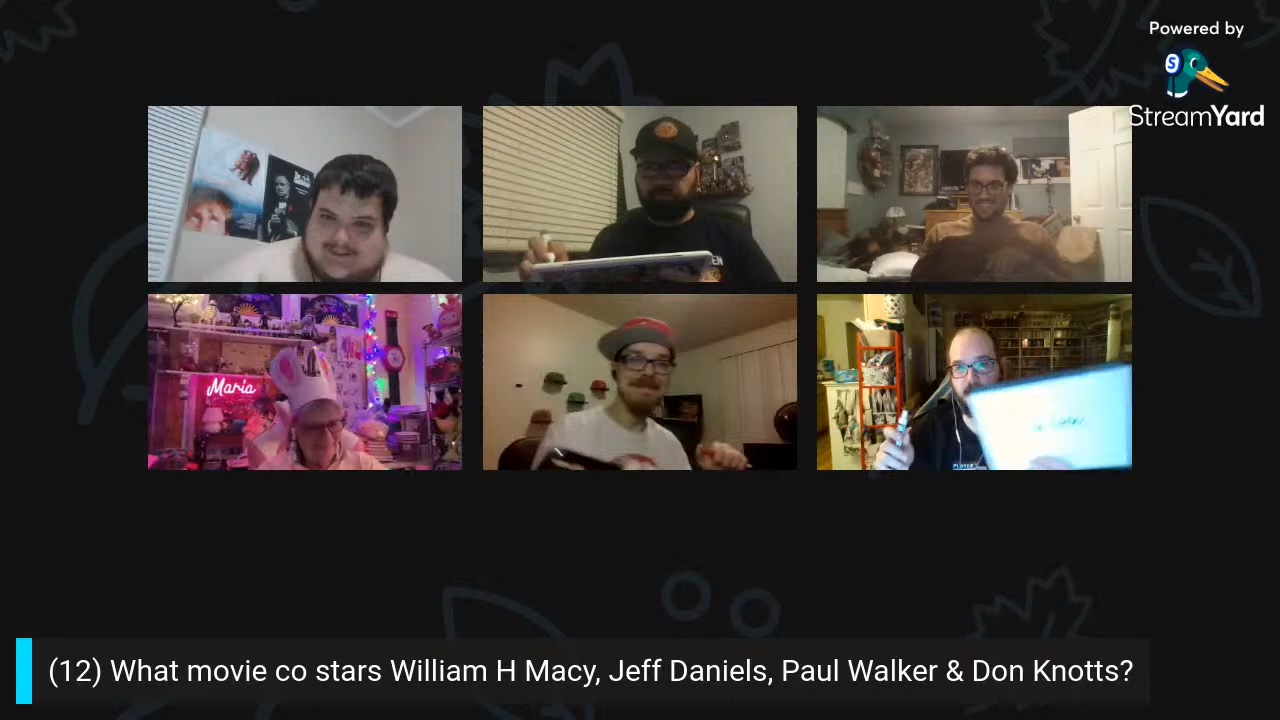 Powered by
S
StreamYard
Maria
(12) What movie co stars William H Macy, Jeff Daniels, Paul Walker & Don Knotts?